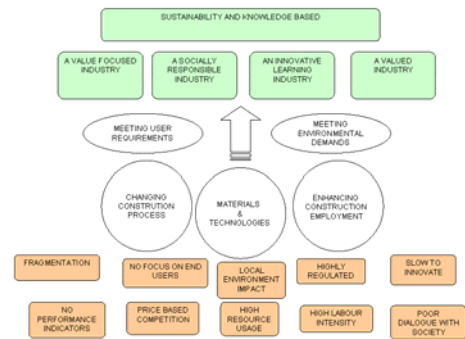 SUSTAINABILITY AND KNOWLEDGE BASED
A VALUE FOCUSED
INDUSTRY
A SOCIALLY
RESPONSIBLE
INDUSTRY
AN INNOVATIVE
LEARNING
INDUSTRY
A VALUED
INDUSTRY
MEETING USER
REQUIREMENTS
MEETING
ENVIRONMENTAL
DEMANDS
CHANGING
CONSTRUTION
PROCESS
MATERIALS
&
TECHNOLOGIES
ENHANCING
CONSTRUCTION
EMPLOYMENT
FRAGMENTATION
NO FOCUS ON END
USERS
LOCAL
ENVIRONMENT
IMPACT
HIGHLY
REGULATED
SLOW TO
INNOVATE
NO
PERFORMANCE
INDICATORS
PRICE BASED
COMPETITION
HIGH
RESOURCE
USAGE
HIGH LABOUR
INTENSITY
POOR
DIALOGUE WITH
SOCIETY